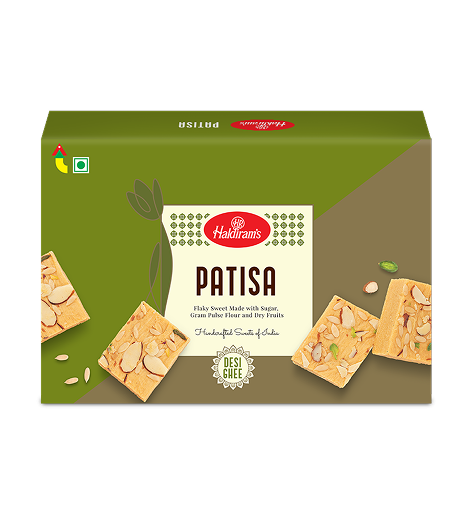 PATISA Haldiram's
Haldiram's
PATISA
Flaky Sweet Made with Sugar,
Gram Pulse Flour and Dry Fruits
Handcrafted Sweets of India
DESI
GHEE